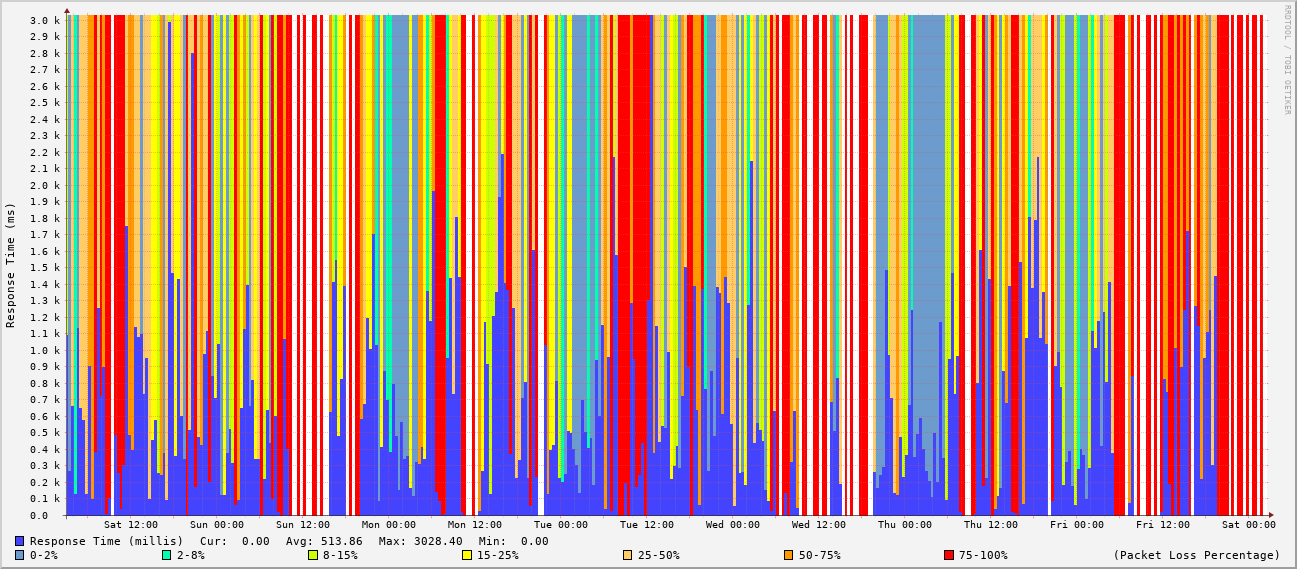 RRDTOOL / TOBI OETIKER
Response Time (ms)
3.0 k
2.9 k
2.8 k
2.7 k
2.6 k
2.5 k
2.4 k
2.3 k
2.2 k
2.1 k
2.0 k
1.9 k
1.8 k
1.7 k
1.6 k
1.5 k
1.4 k
1.3 k
1.2 k
1.1 k
1.0 k
0.9 k
0.8 k
0.7 k
0.6 k
0.5 k
0.4 k
0.3 k
0.2 k
0.1 k
0.0
Sat 12:00 Sun 00:00 Sun 12:00 Mon 00:00 Mon 12:00 Tue 00:00 Tue 12:00 Wed 00:00 Wed 12:00 Thu 00:00 Thu 12:00 Fri 00:00 Fri 12:00 Sat 00:00
Response Time (millis) Cur: 0.00 Avg: 513.86 Max: 3028.40 Min: 0.00
0-2% 2-8% 8-15% 15-25% 25-50% 50-75% 75-100% (Packet Loss Percentage)